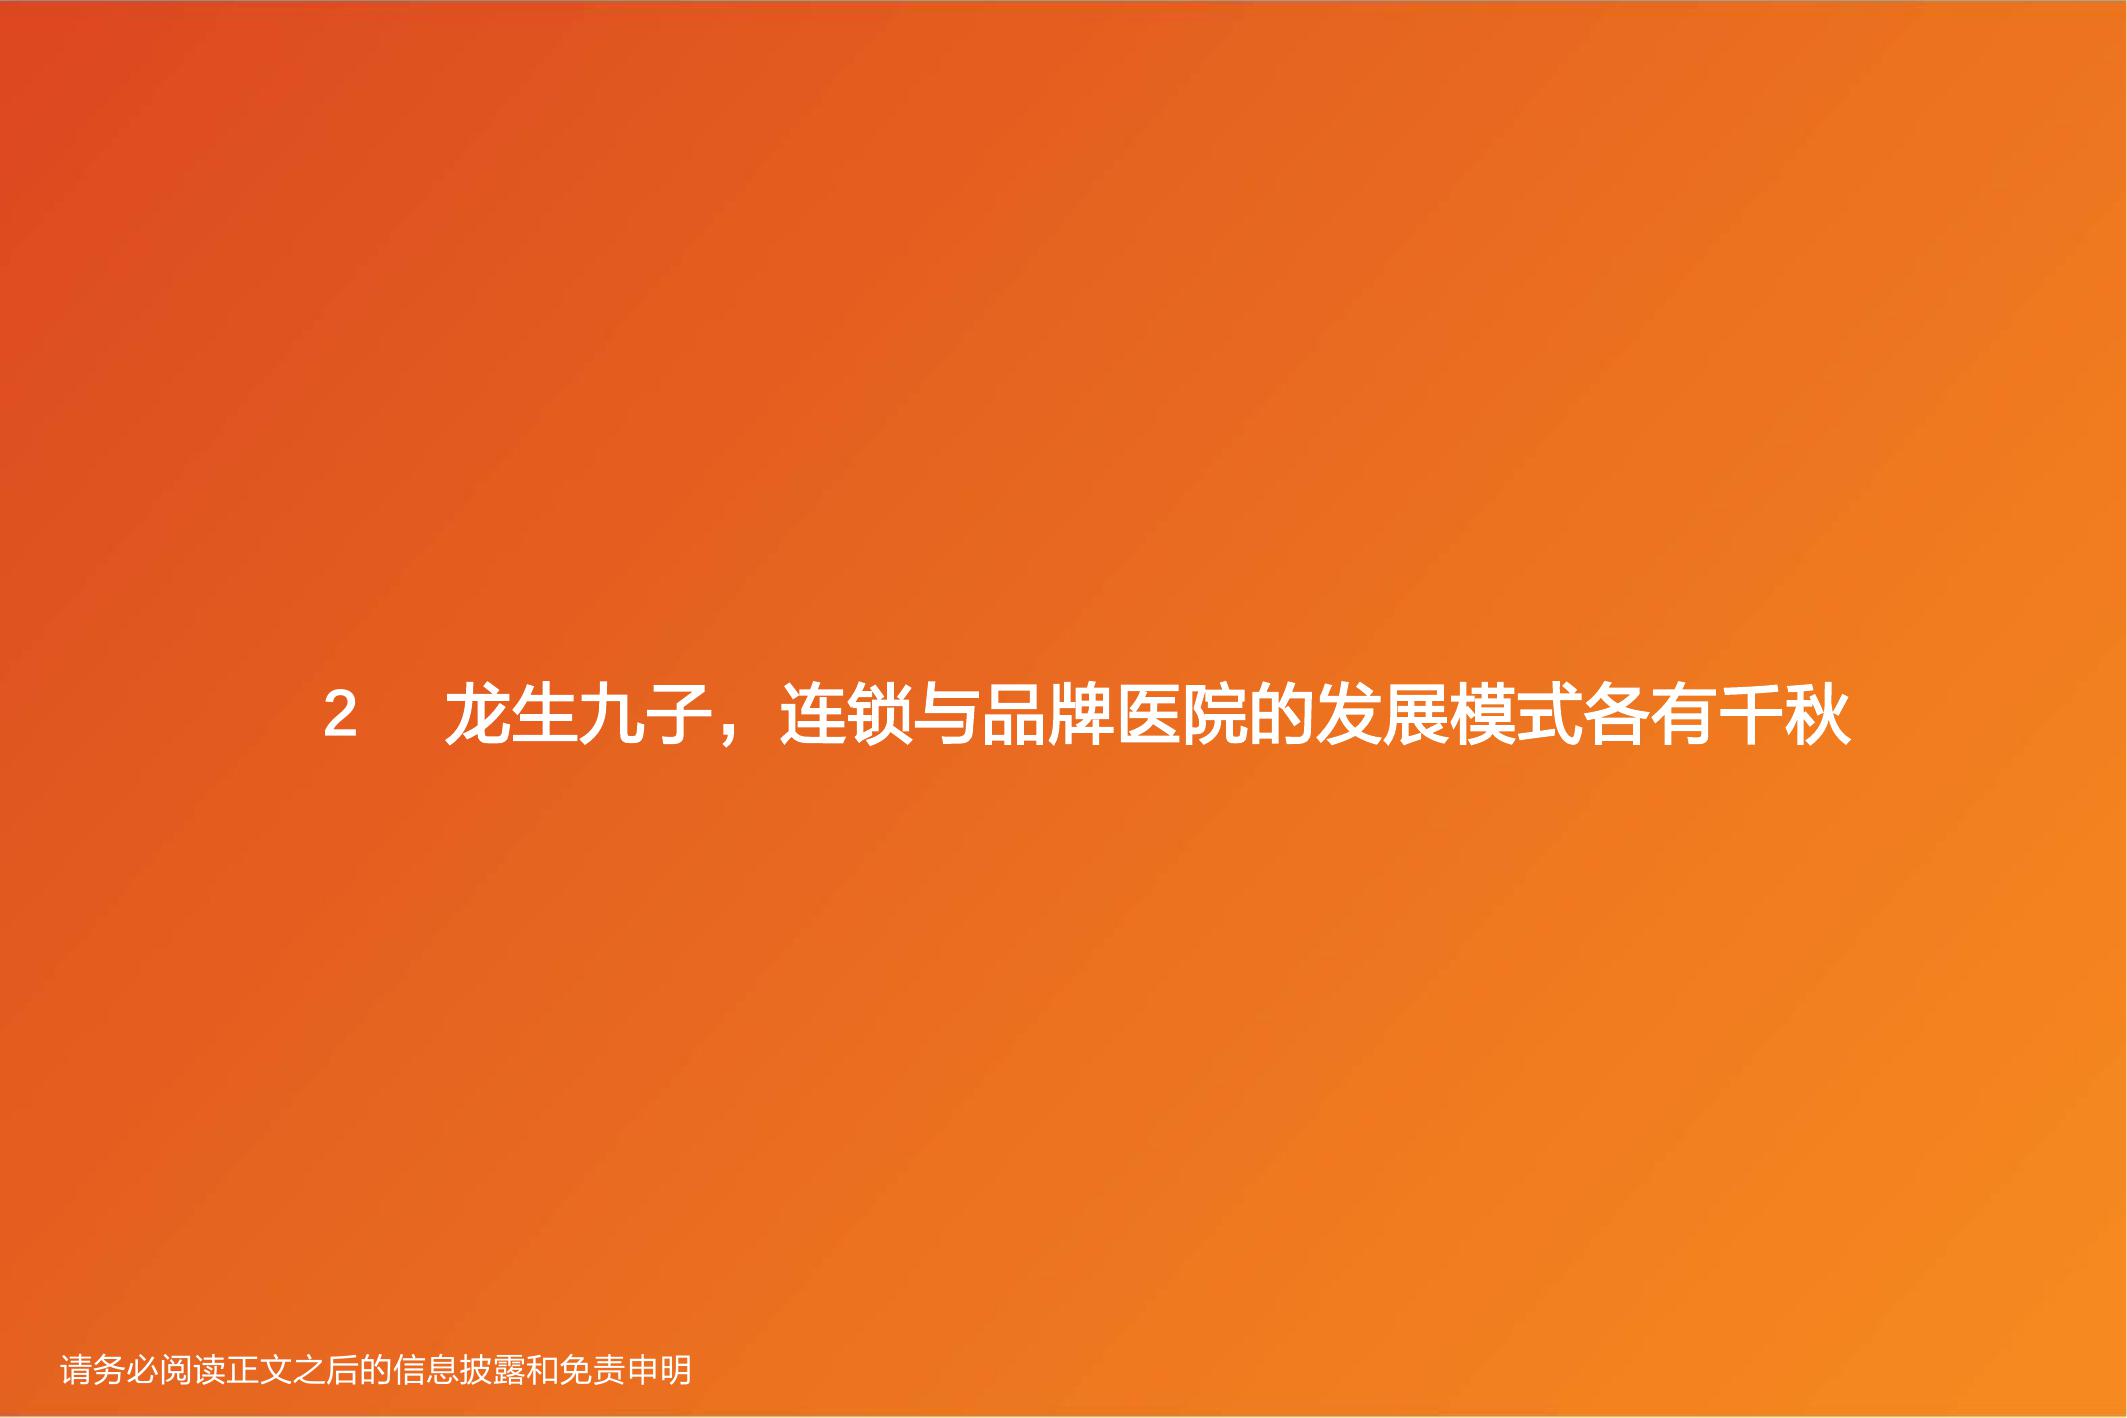 2 龙生九子，连锁与品牌医院的发展模式各有千秋
请务必阅读正文之后的信息披露和免责申明